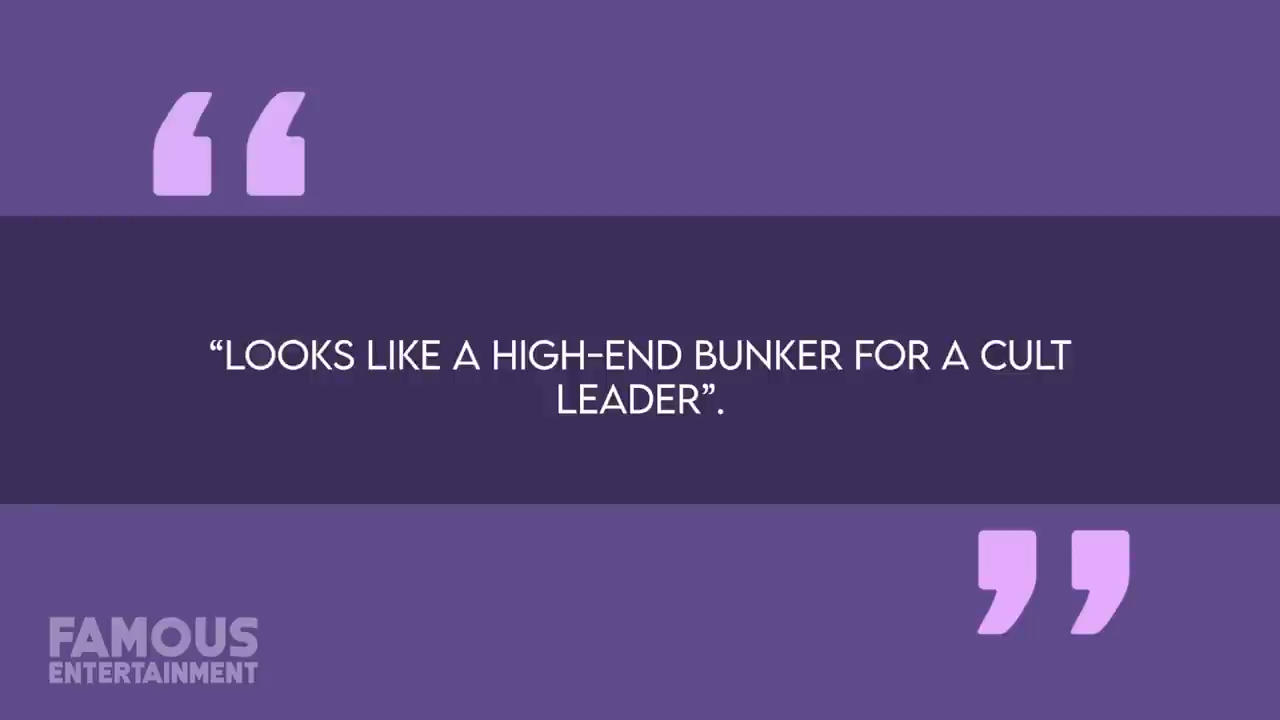 “LOOKS LIKE A HIGH-END BUNKER FOR A CULT
LEADER”.
FAMOUS
ENTERTAINMENT